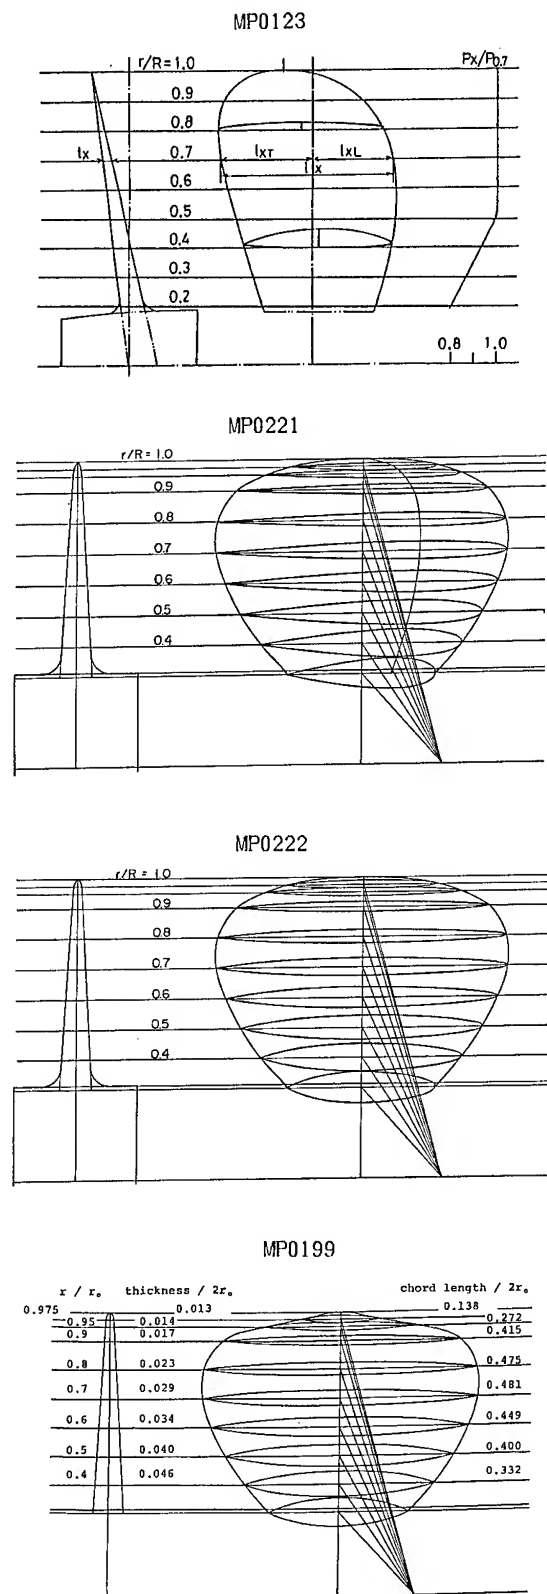 MP0123
r/R=1.0 Px/P0.7
0.9
0.8
tx 0.7 lxT lxL
lx
0.6
0.5
0.4
0.3
0.2
0.8 1.0
MP0221
r/R= 1.0
0.9
0.8
0.7
0.6
0.5
0.4
MP0222
r/R = 1.0
0.9
0.8
0.7
0.6
0.5
0.4
MP0199
r / r₀ thickness / 2r₀ chord length / 2r₀
0.975 0.013 0.138
0.95 0.014 0.272
0.9 0.017 0.415
0.8 0.023 0.475
0.7 0.029 0.481
0.6 0.034 0.449
0.5 0.040 0.400
0.4 0.046 0.332